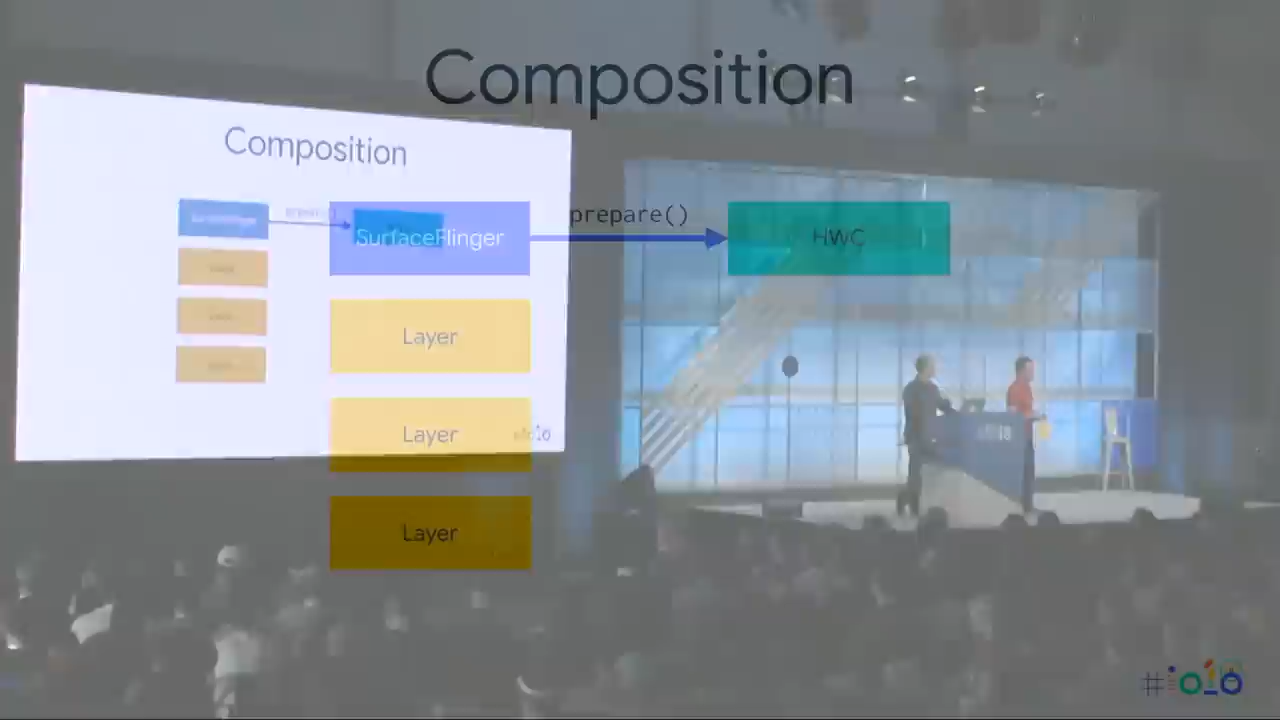 Composition
Composition
prepare()
SurfaceFlinger
HWC
Layer
Layer
Layer
#io18